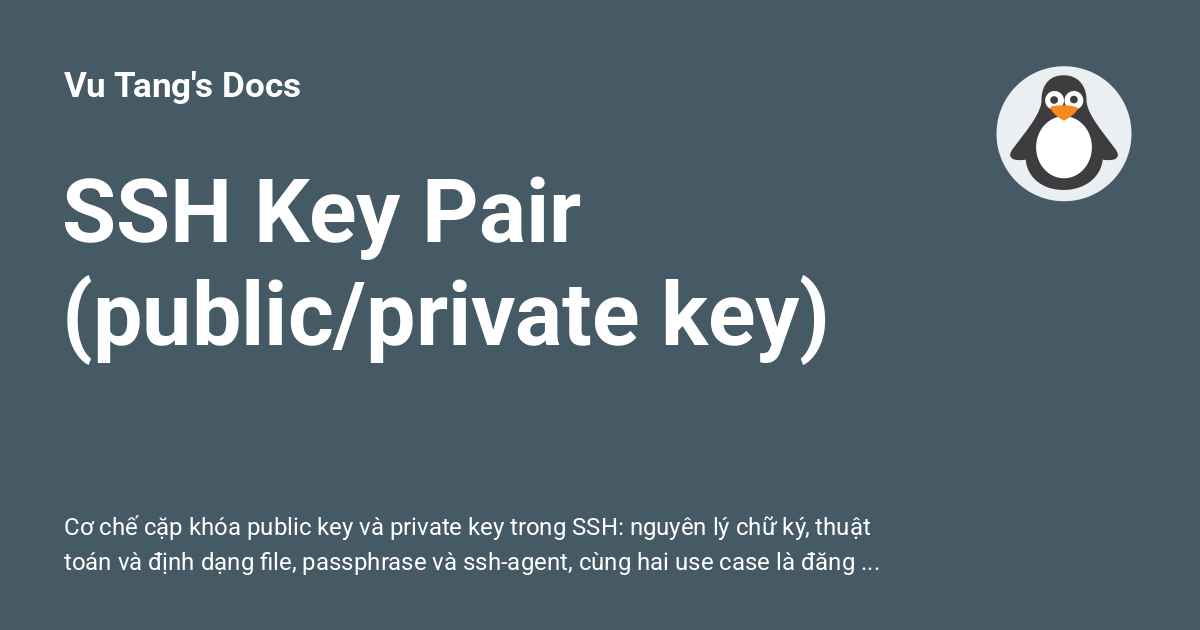 Vu Tang's Docs
SSH Key Pair
(public/private key)
Cơ chế cặp khóa public key và private key trong SSH: nguyên lý chữ ký, thuật
toán và định dạng file, passphrase và ssh-agent, cùng hai use case là đăng ...